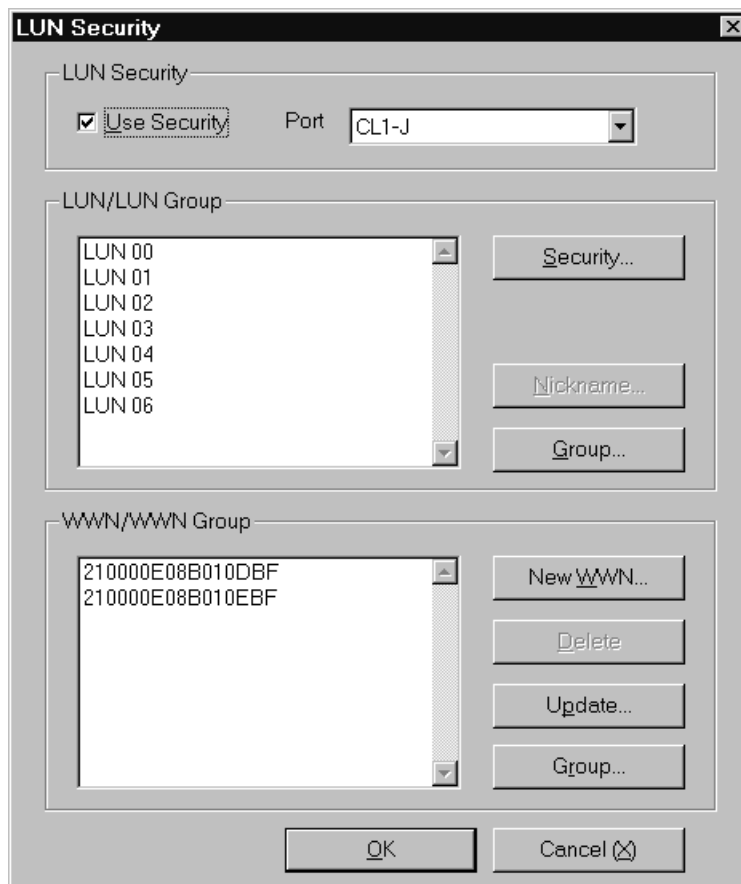 LUN Security
LUN Security
Use Security
Port
CL1-J
LUN/LUN Group
LUN 00
LUN 01
LUN 02
LUN 03
LUN 04
LUN 05
LUN 06
Security...
Nickname...
Group...
WWN/WWN Group
210000E08B010DBF
210000E08B010EBF
New WWN...
Delete
Update...
Group...
OK
Cancel (X)